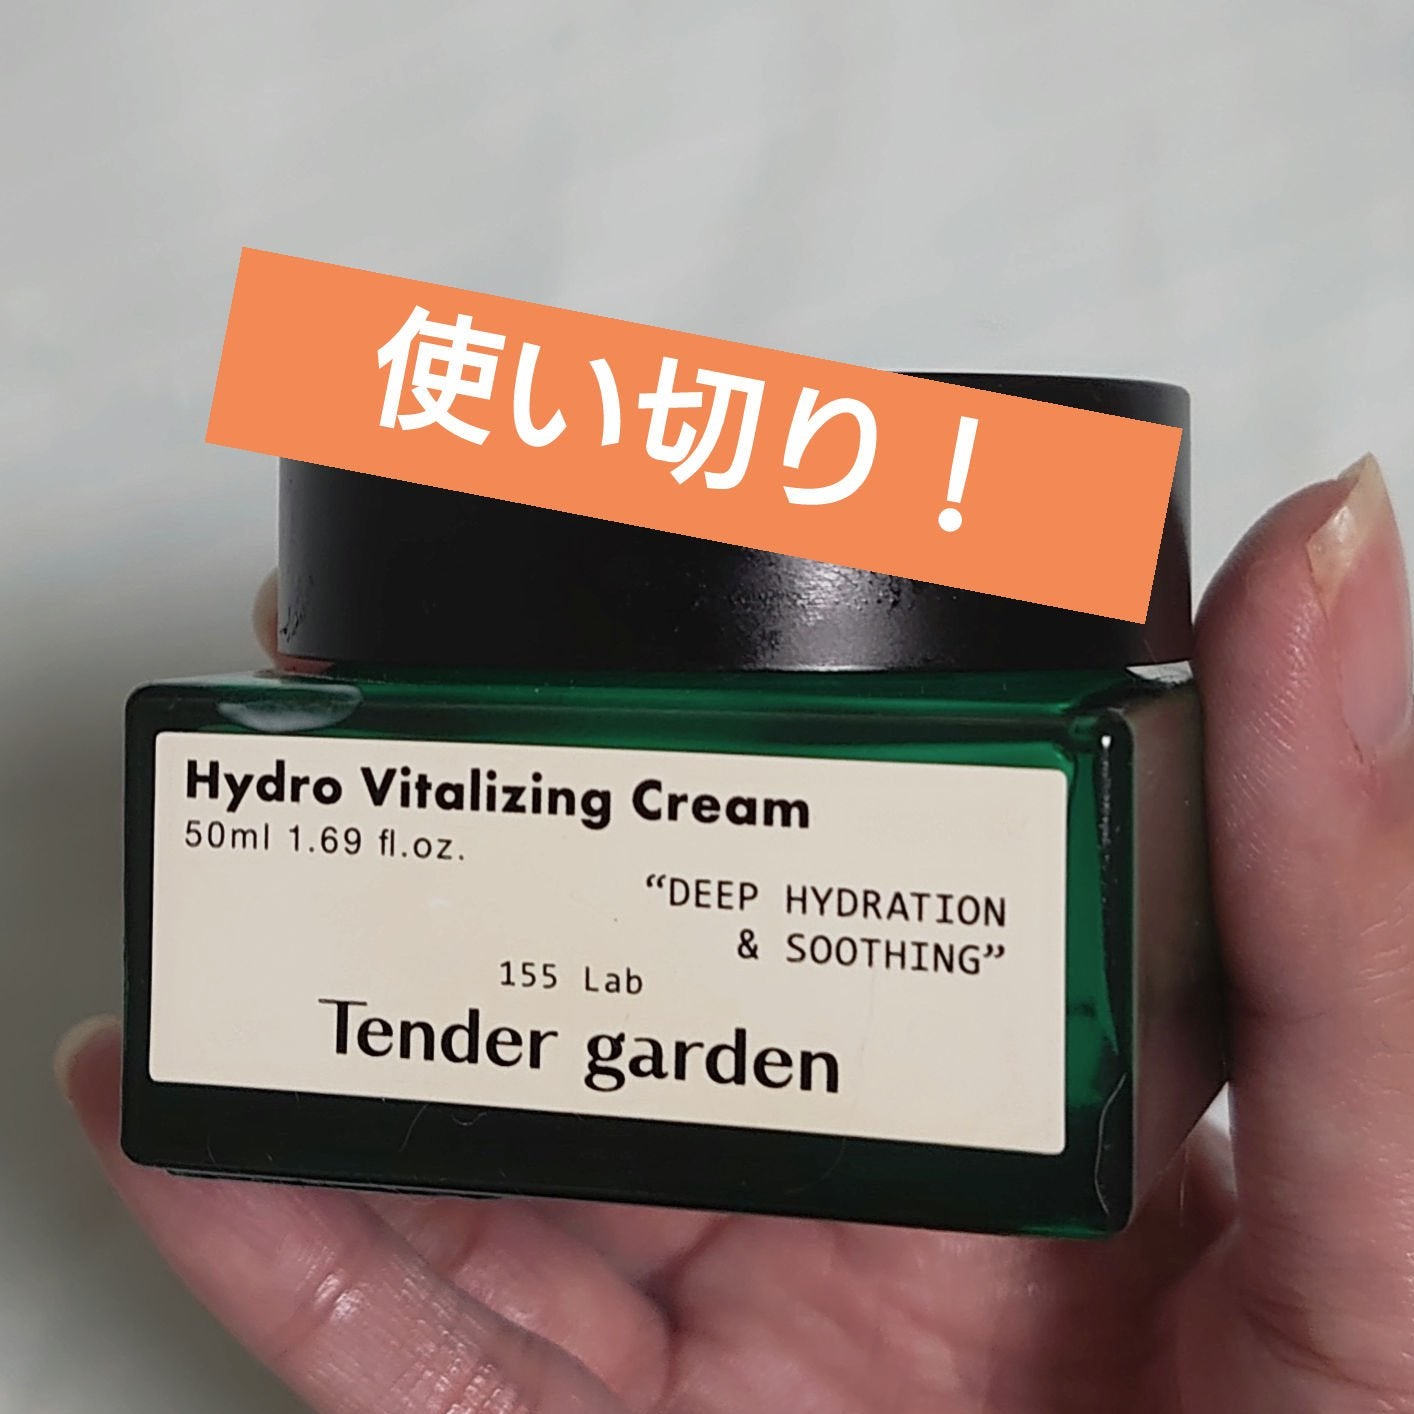 使い切り！
Hydro Vitalizing Cream
50ml 1.69 fl.oz.
“DEEP HYDRATION
& SOOTHING”
155 Lab
Tender garden